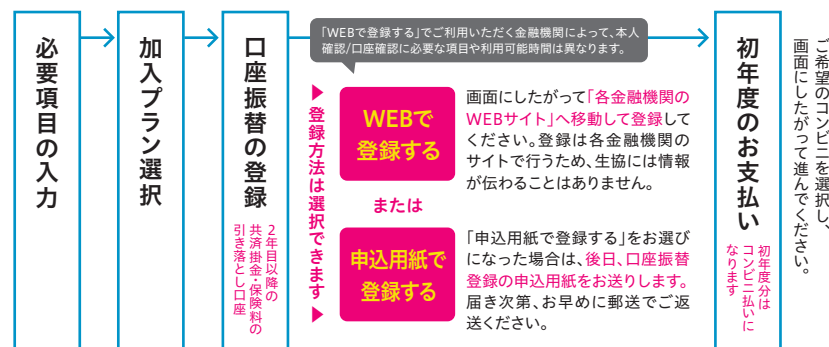 必要項目の入力
加入プラン選択
口座振替の登録
2年目以降の
共済掛金・保険料の
引き落とし口座
「WEBで登録する」でご利用いただく金融機関によって、本人
確認/口座確認に必要な項目や利用可能時間は異なります。
▶登録方法は選択できます▶
WEBで
登録する
画面にしたがって「各金融機関の
WEBサイト」へ移動して登録して
ください。登録は各金融機関の
サイトで行うため、生協には情報
が伝わることはありません。
または
申込用紙で
登録する
「申込用紙で登録する」をお選び
になった場合は、後日、口座振替
登録の申込用紙をお送りします。
届き次第、お早めに郵送でご返
送ください。
初年度のお支払い
初年度分は
コンビニ払いに
なります
ご希望のコンビニを選択し、
画面にしたがって進んでください。